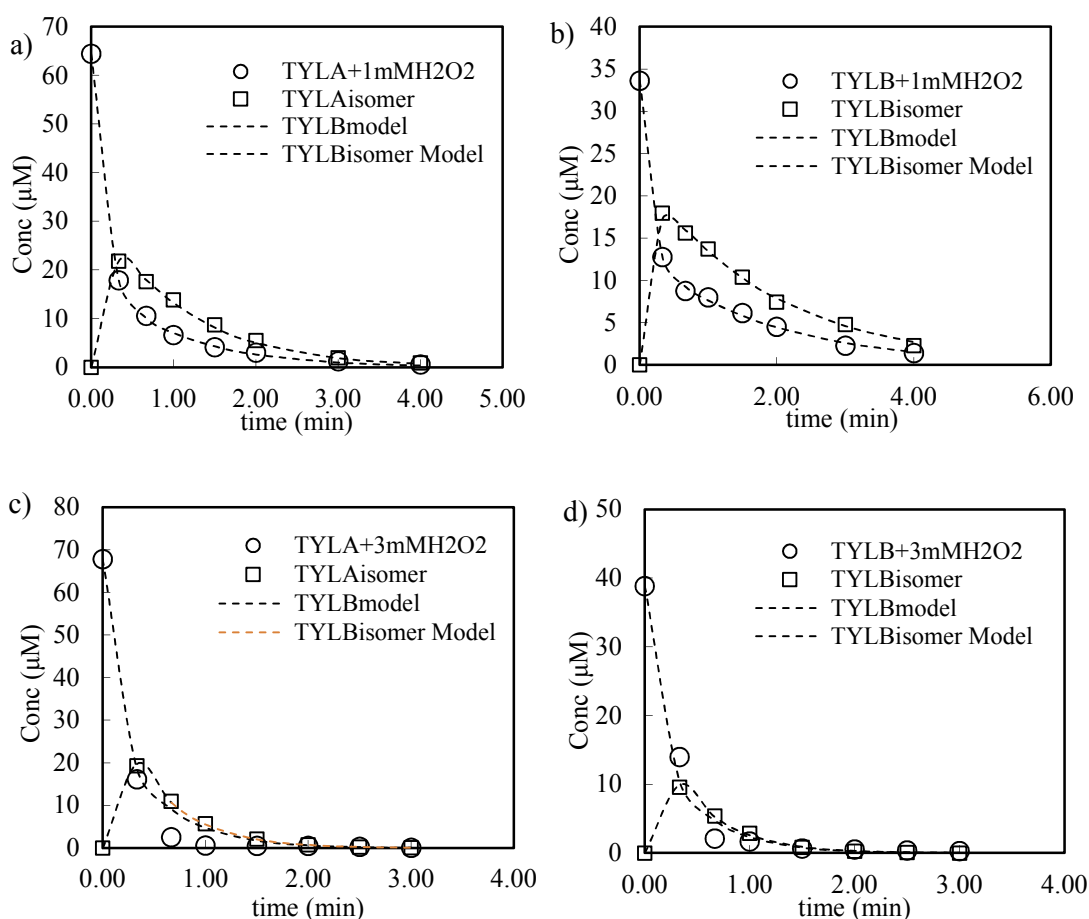 a)
70
60
50
40
30
20
10
0
Conc (µM)
TYLA+1mMH2O2
TYLAisomer
TYLBmodel
TYLBisomer Model
0.00 1.00 2.00 3.00 4.00 5.00
time (min)
b)
40
35
30
25
20
15
10
5
0
Conc (µM)
TYLB+1mMH2O2
TYLBisomer
TYLBmodel
TYLBisomer Model
0.00 2.00 4.00 6.00
time (min)
c)
80
70
60
50
40
30
20
10
0
Conc (µM)
TYLA+3mMH2O2
TYLAisomer
TYLBmodel
TYLBisomer Model
0.00 1.00 2.00 3.00 4.00
time (min)
d)
50
40
30
20
10
0
Conc (µM)
TYLB+3mMH2O2
TYLBisomer
TYLBmodel
TYLBisomer Model
0.00 1.00 2.00 3.00 4.00
time (min)